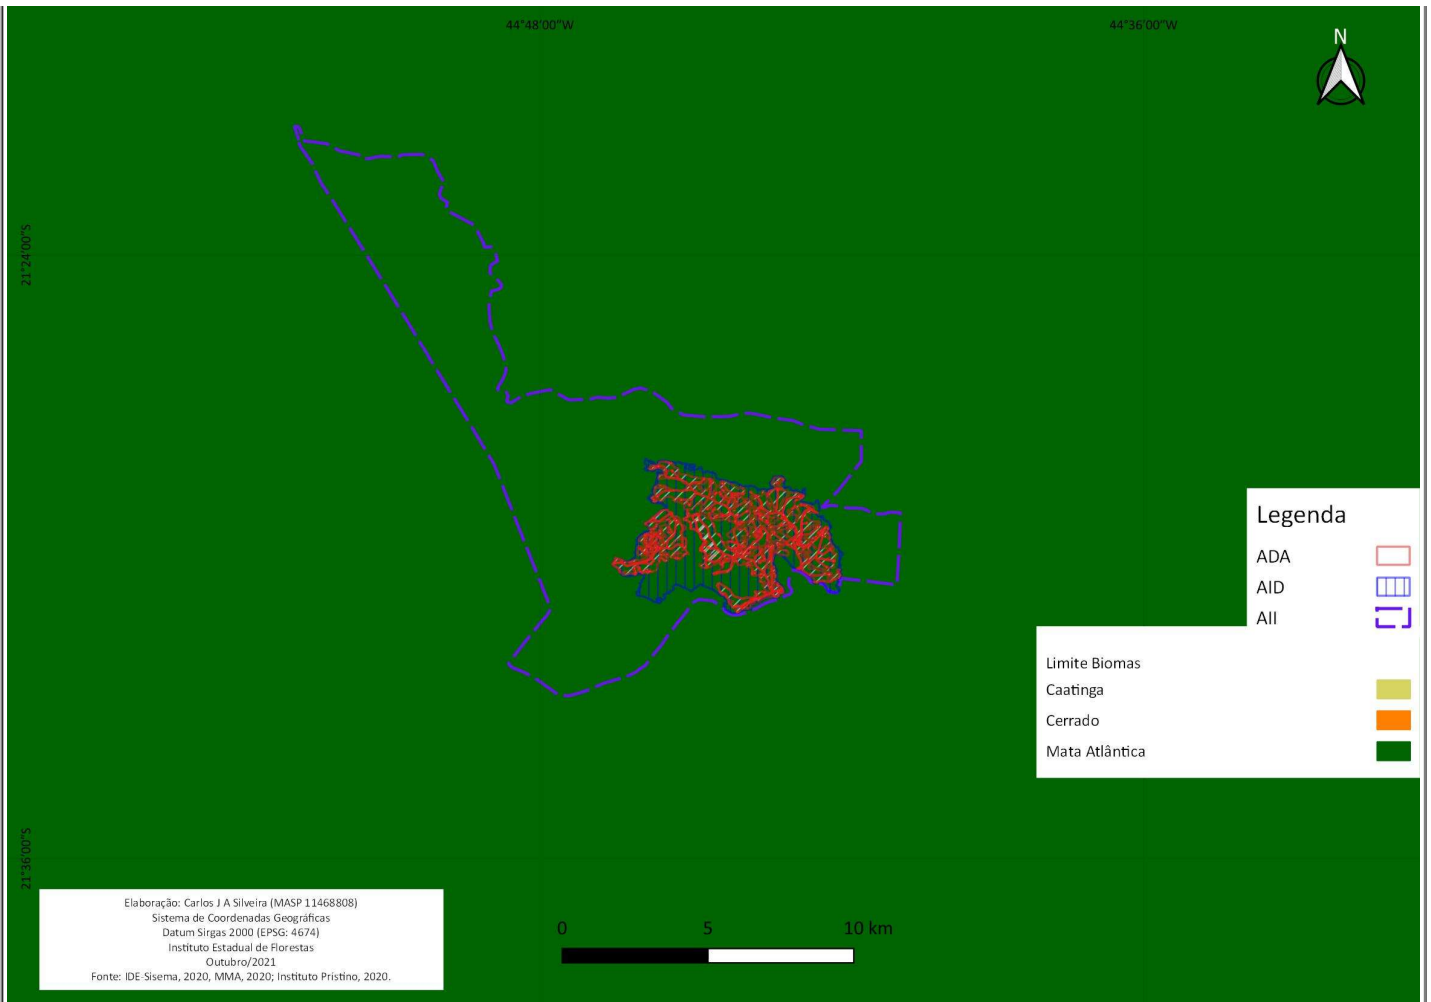 44°48'00"W
44°36'00"W
N
21°24'00"S
Legenda
ADA
AID
AII
Limite Biomas
Caatinga
Cerrado
Mata Atlântica
21°36'00"S
Elaboração: Carlos J A Silveira (MASP 11468808)
Sistema de Coordenadas Geográficas
Datum Sirgas 2000 (EPSG: 4674)
Instituto Estadual de Florestas
Outubro/2021
Fonte: IDE-Sisema, 2020, MMA, 2020; Instituto Pristino, 2020.
0 5 10 km